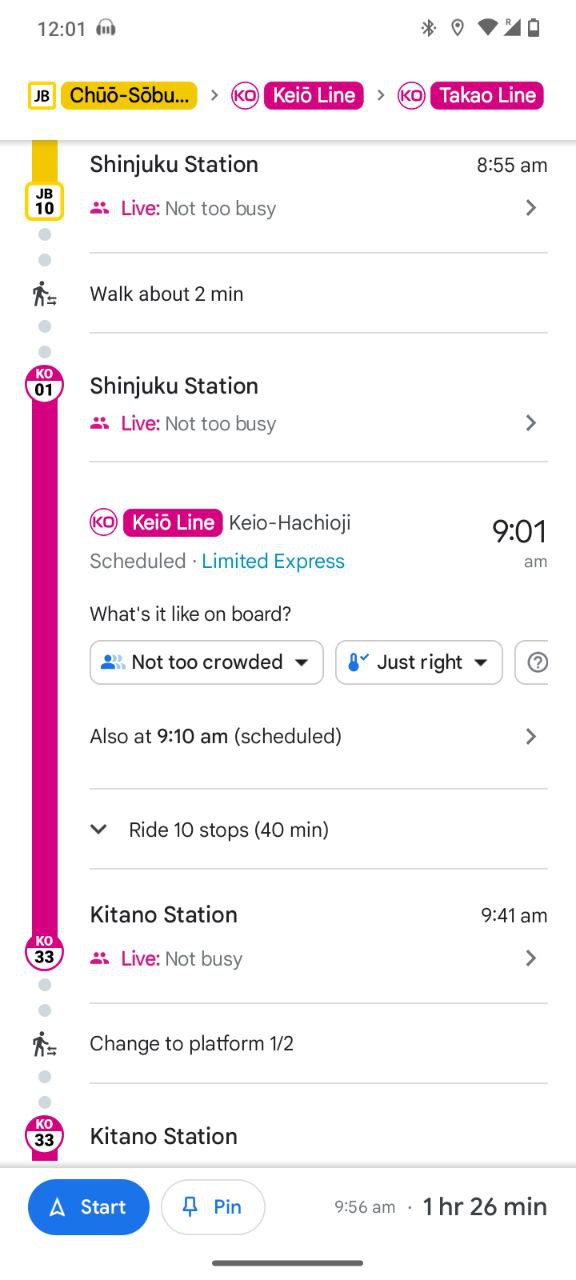 12:01
R
JB Chūō-Sōbu... > KO Keiō Line > KO Takao Line
Shinjuku Station 8:55 am
JB
10
Live: Not too busy
Walk about 2 min
KO
01
Shinjuku Station
Live: Not too busy
KO Keiō Line Keio-Hachioji 9:01
Scheduled · Limited Express am
What's it like on board?
Not too crowded Just right
Also at 9:10 am (scheduled)
Ride 10 stops (40 min)
Kitano Station 9:41 am
KO
33
Live: Not busy
Change to platform 1/2
KO
33
Kitano Station
Start Pin 9:56 am · 1 hr 26 min